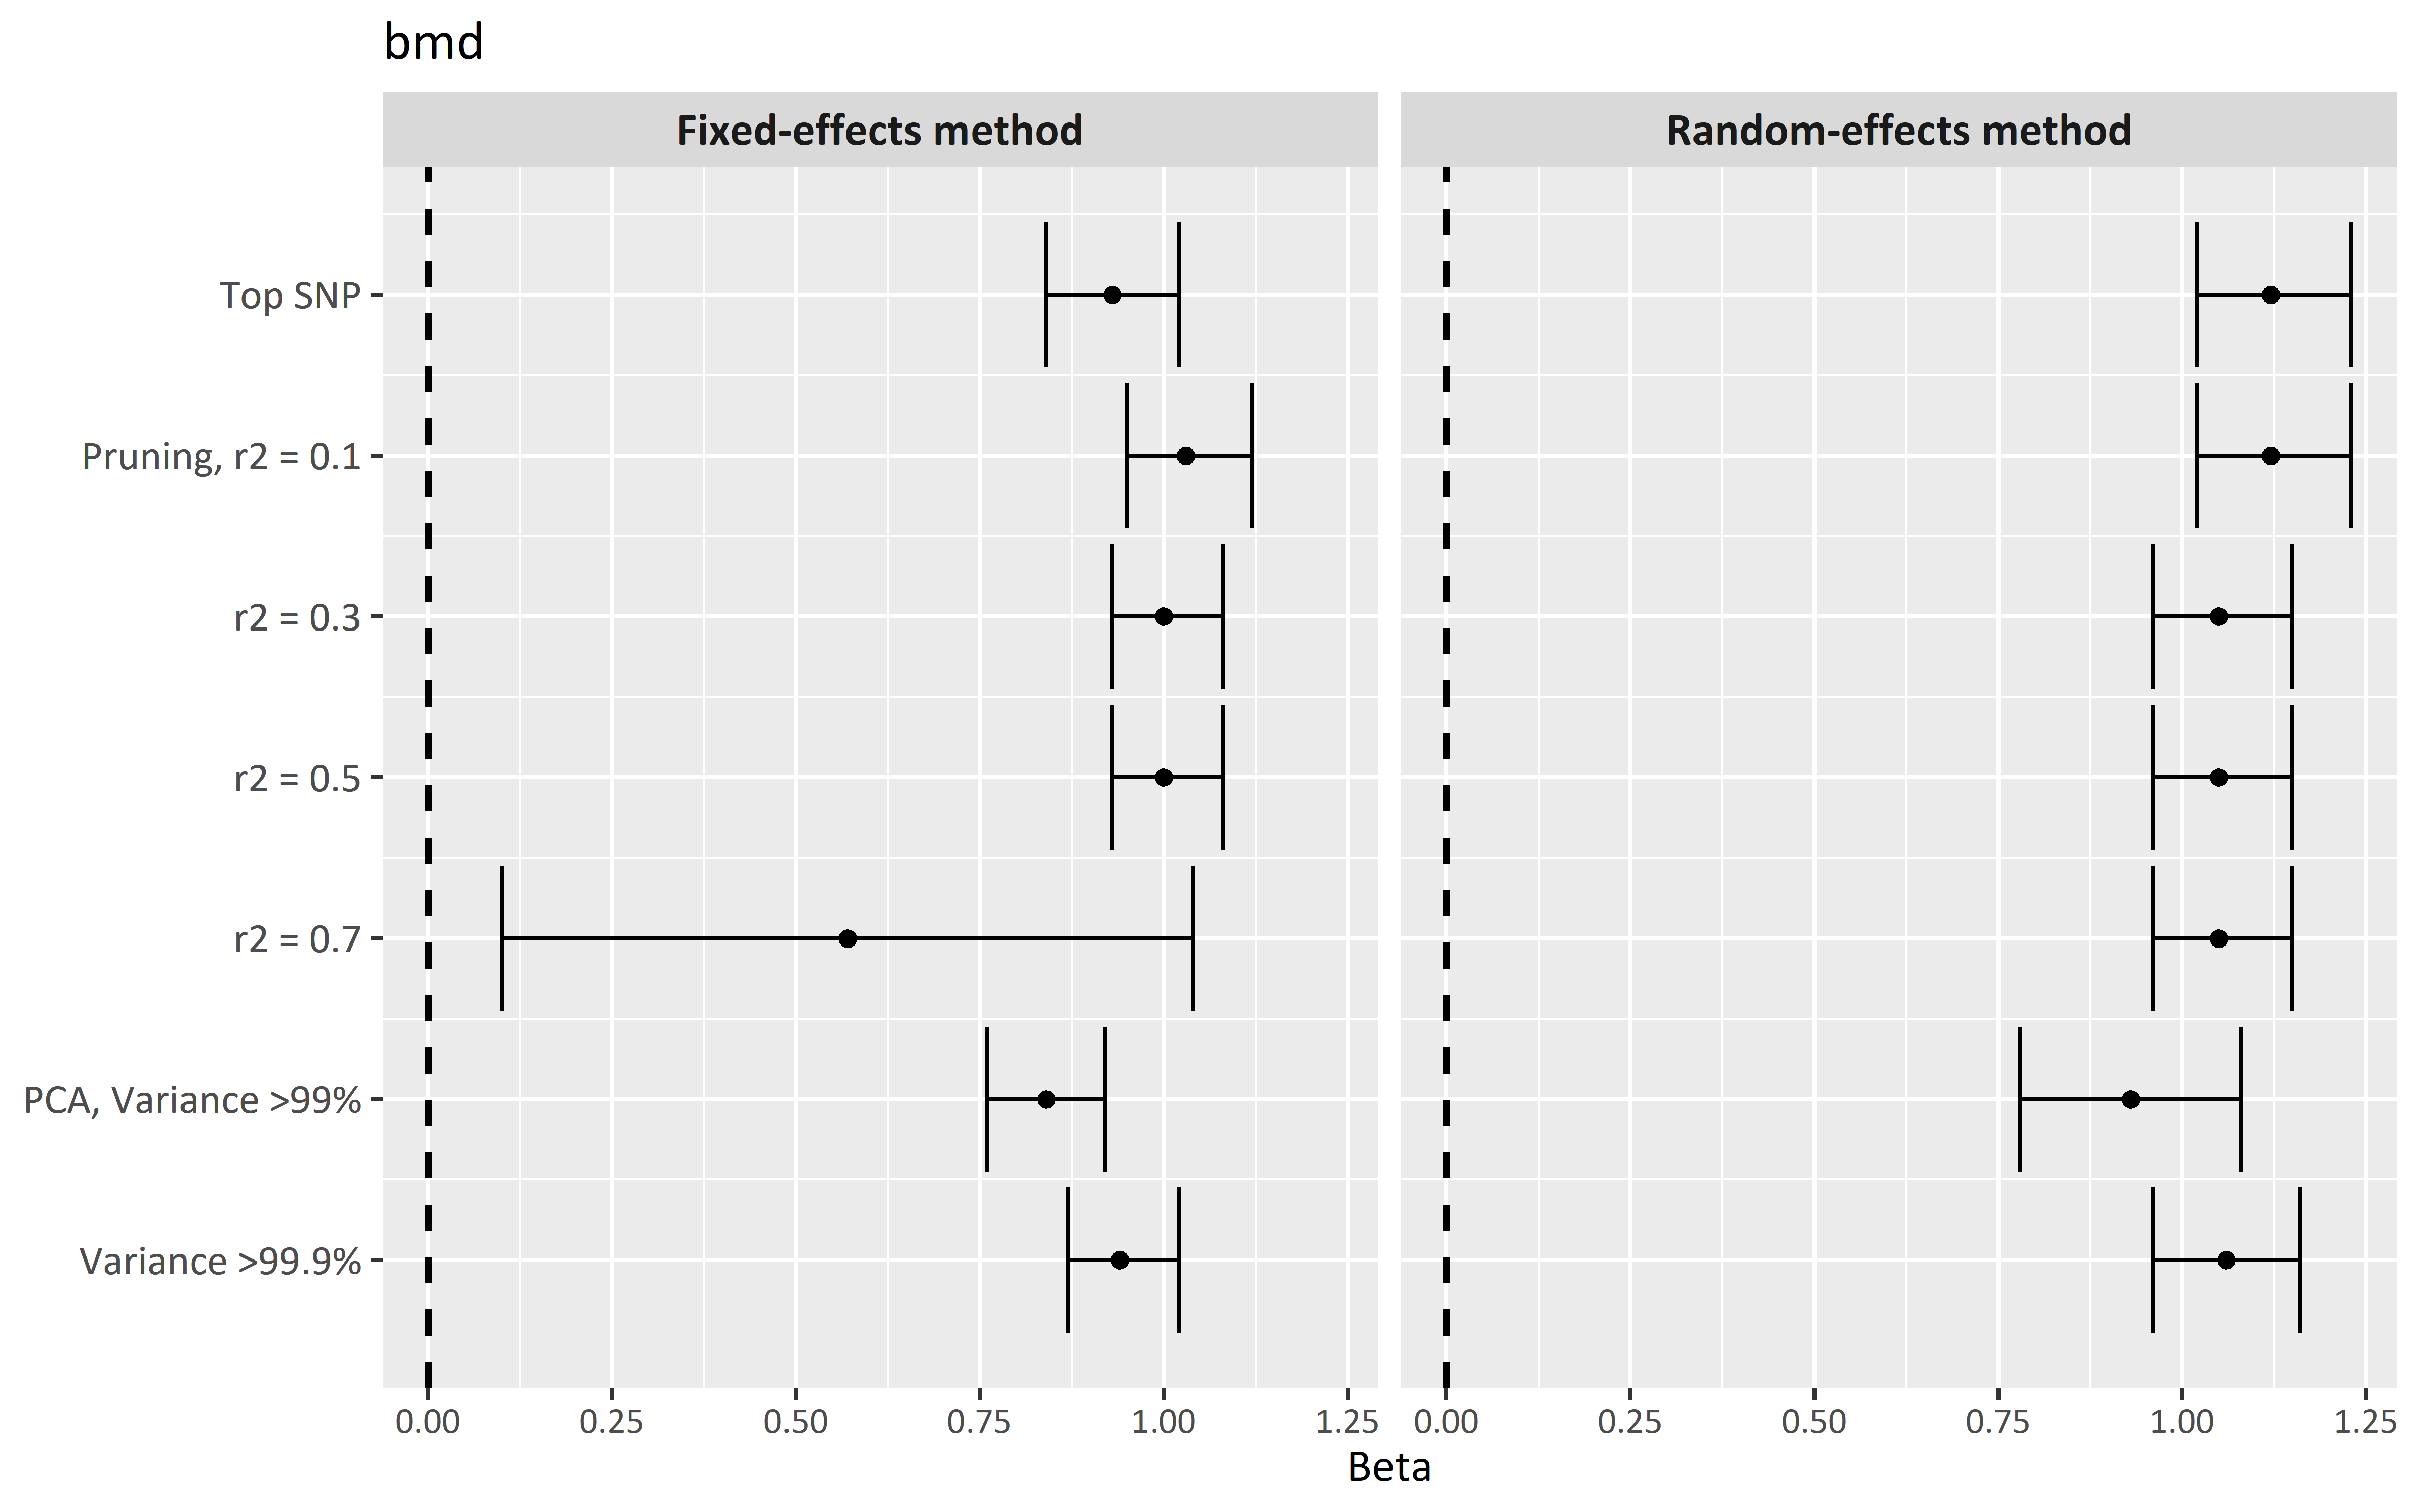 bmd
Fixed-effects method
Random-effects method
Top SNP
Pruning, r2 = 0.1
r2 = 0.3
r2 = 0.5
r2 = 0.7
PCA, Variance >99%
Variance >99.9%
0.00 0.25 0.50 0.75 1.00 1.25
0.00 0.25 0.50 0.75 1.00 1.25
Beta